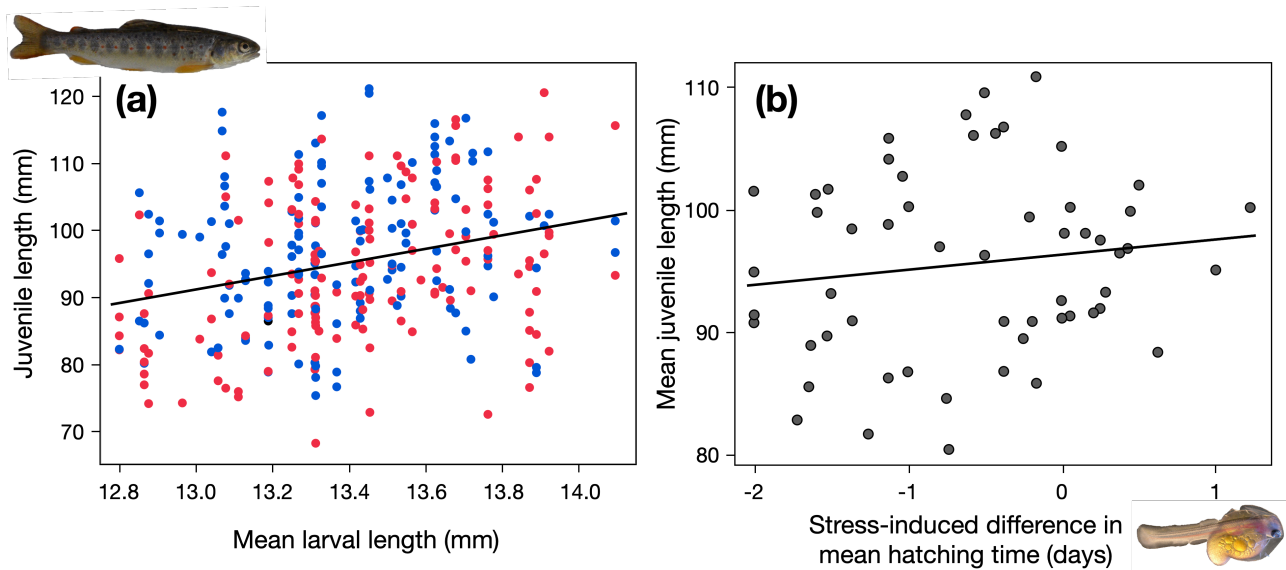 (a)
Juvenile length (mm)
120
110
100
90
80
70
12.8 13.0 13.2 13.4 13.6 13.8 14.0
Mean larval length (mm)
(b)
Mean juvenile length (mm)
110
100
90
80
-2 -1 0 1
Stress-induced difference in
mean hatching time (days)